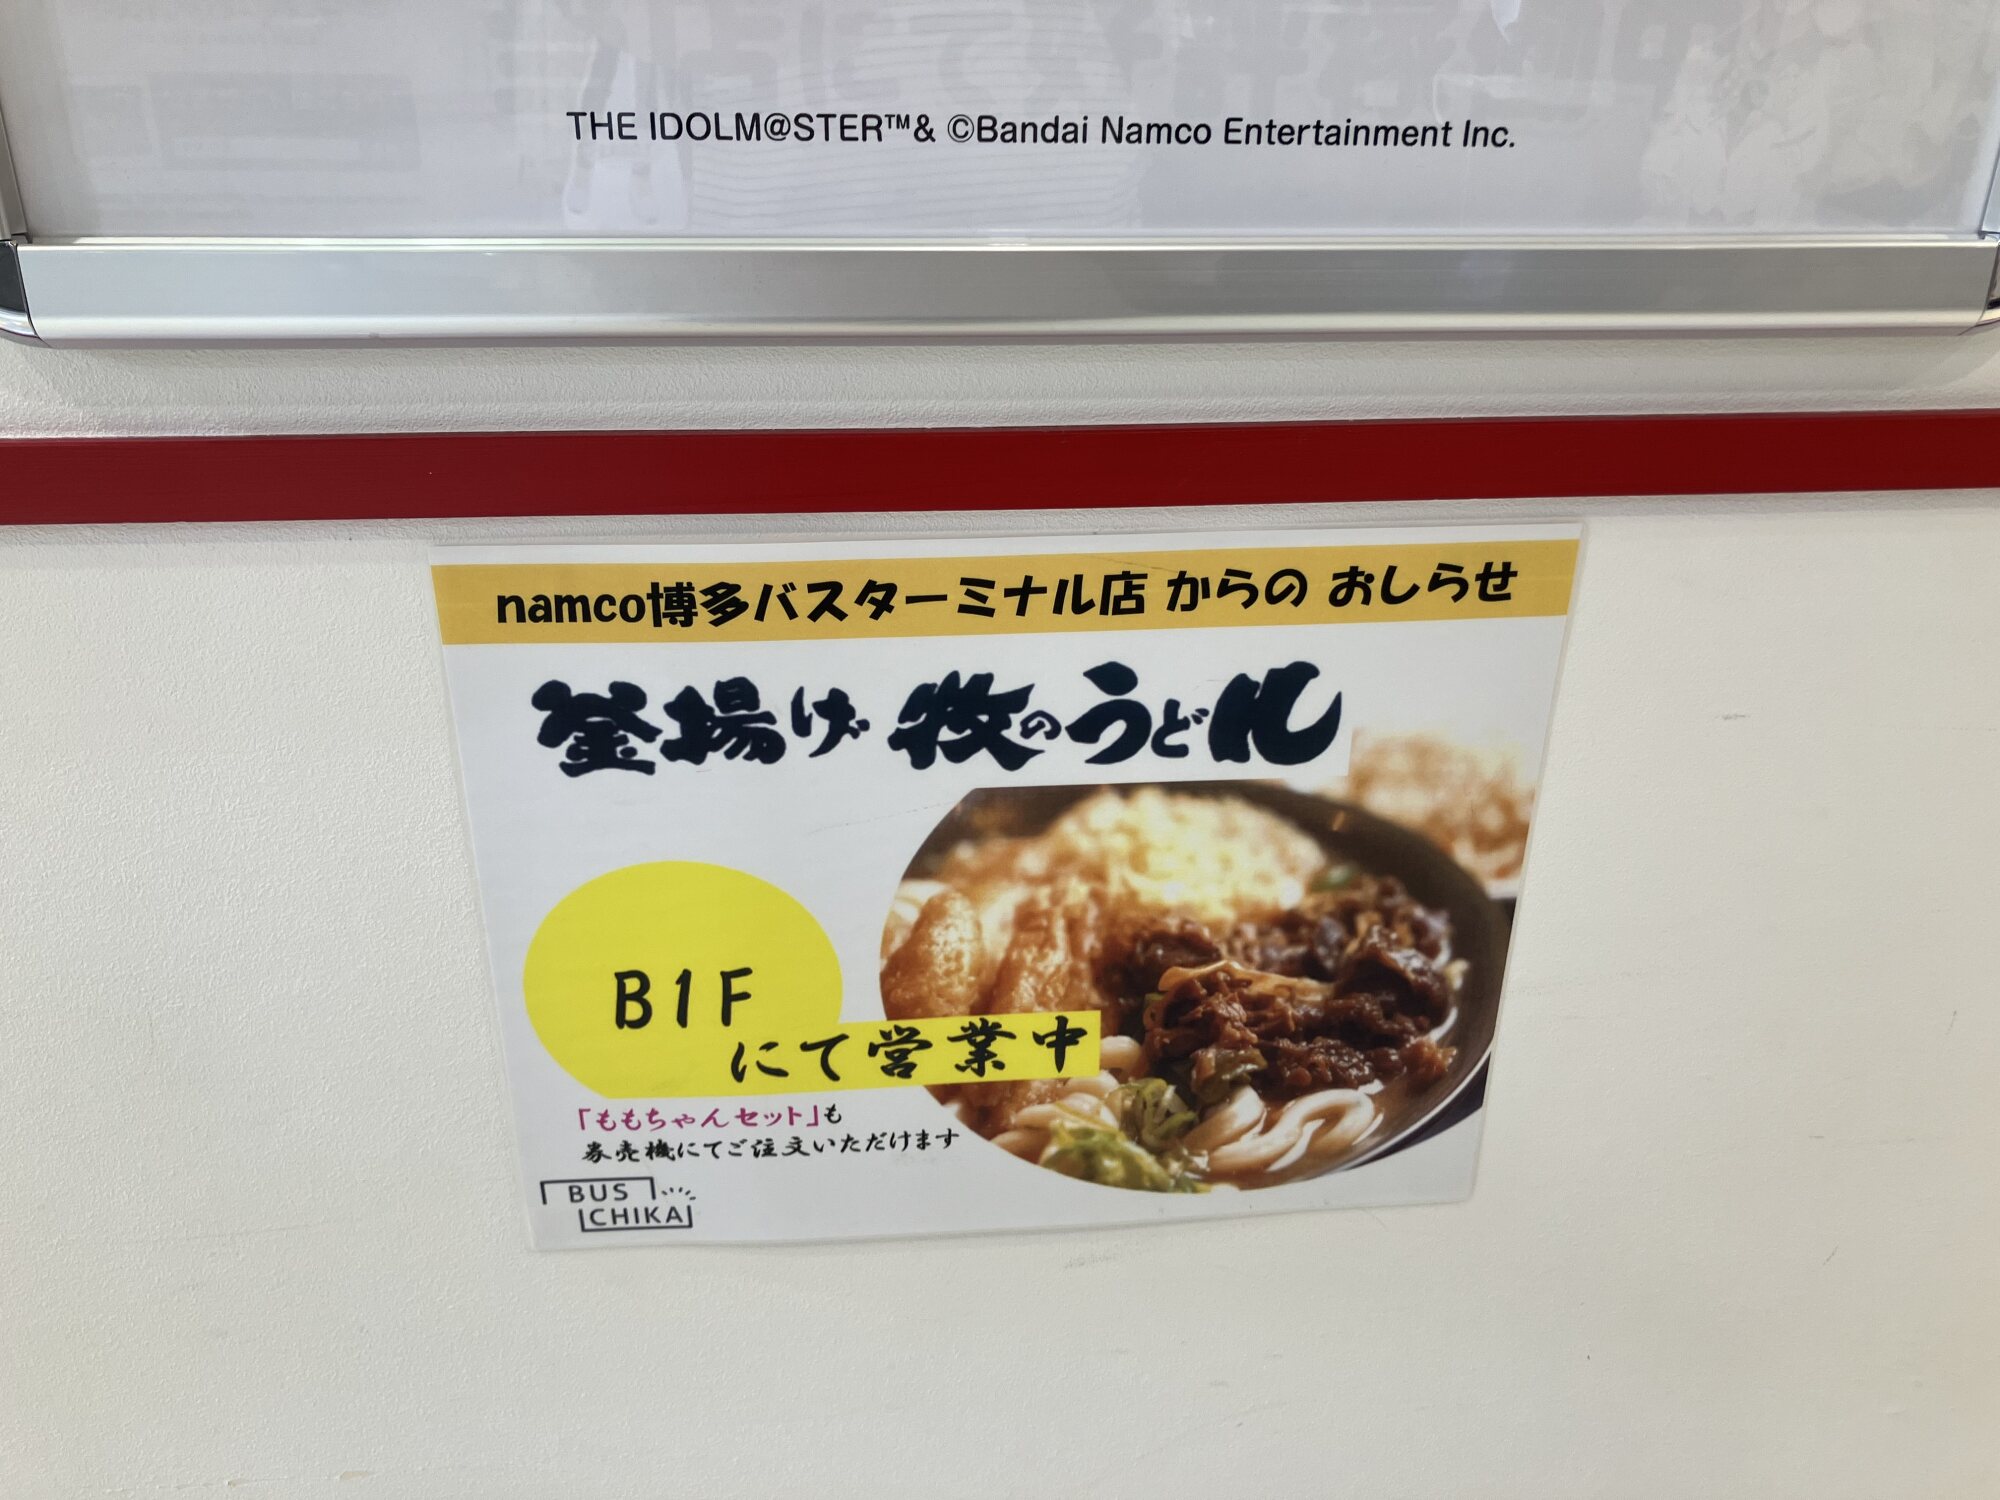 THE IDOLM@STER™& ©Bandai Namco Entertainment Inc.
namco博多バスターミナル店 からの おしらせ
釜揚げ 牧のうどん
B1F
にて営業中
「ももちゃんセット」も
券売機にてご注文いただけます
BUS
CHIKA